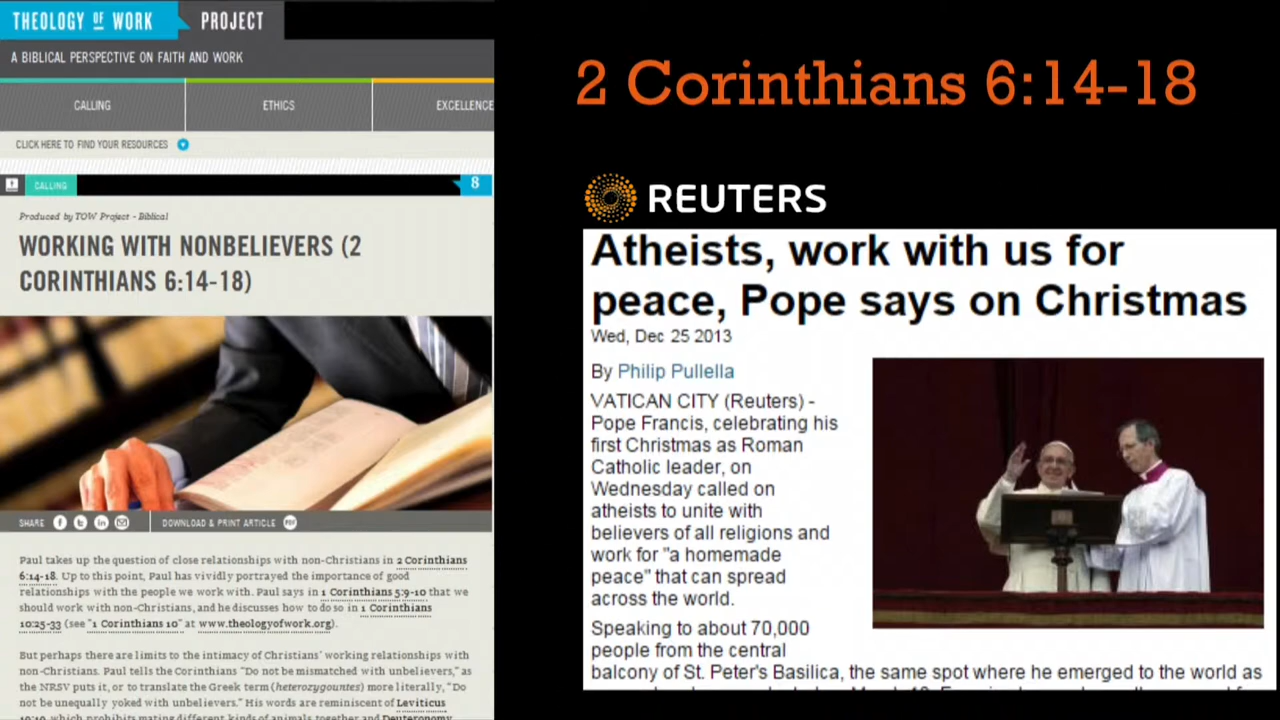 THEOLOGY OF WORK PROJECT
A BIBLICAL PERSPECTIVE ON FAITH AND WORK
CALLING
ETHICS
EXCELLENCE
CLICK HERE TO FIND YOUR RESOURCES
CALLING
8
Produced by TOW Project - Biblical
WORKING WITH NONBELIEVERS (2
CORINTHIANS 6:14-18)
SHARE
DOWNLOAD & PRINT ARTICLE PDF
Paul takes up the question of close relationships with non-Christians in 2 Corinthians
6:14-18. Up to this point, Paul has vividly portrayed the importance of good
relationships with the people we work with. Paul says in 1 Corinthians 5:9-10 that we
should work with non-Christians, and he discusses how to do so in 1 Corinthians
10:25-33 (see "1 Corinthians 10" at www.theologyofwork.org).
But perhaps there are limits to the intimacy of Christians' working relationships with
non-Christians. Paul tells the Corinthians "Do not be mismatched with unbelievers," as
the NRSV puts it, or to translate the Greek term (heterozygountes) more literally, "Do
not be unequally yoked with unbelievers." His words are reminiscent of Leviticus
which prohibits mating different kinds of animals together and Deuteronomy
2 Corinthians 6:14-18
REUTERS
Atheists, work with us for
peace, Pope says on Christmas
Wed, Dec 25 2013
By Philip Pullella
VATICAN CITY (Reuters) -
Pope Francis, celebrating his
first Christmas as Roman
Catholic leader, on
Wednesday called on
atheists to unite with
believers of all religions and
work for "a homemade
peace" that can spread
across the world.
Speaking to about 70,000
people from the central
balcony of St. Peter's Basilica, the same spot where he emerged to the world as